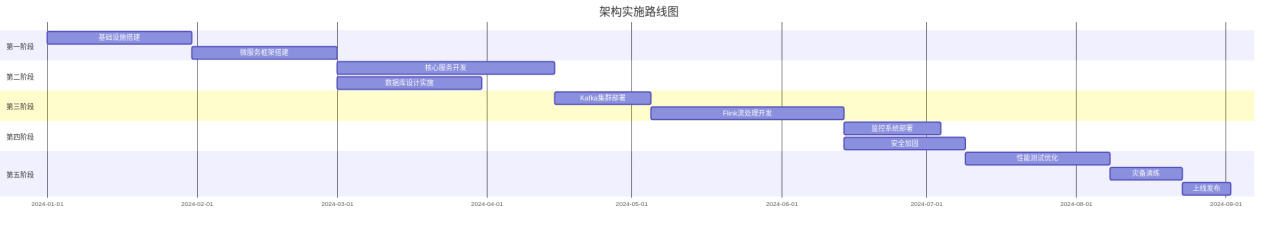 架构实施路线图
第一阶段
基础设施搭建
微服务框架搭建
第二阶段
核心服务开发
数据库设计实施
第三阶段
Kafka集群部署
Flink流处理开发
第四阶段
监控系统部署
安全加固
第五阶段
性能测试优化
灾备演练
上线发布
2024-01-01 2024-02-01 2024-03-01 2024-04-01 2024-05-01 2024-06-01 2024-07-01 2024-08-01 2024-09-01